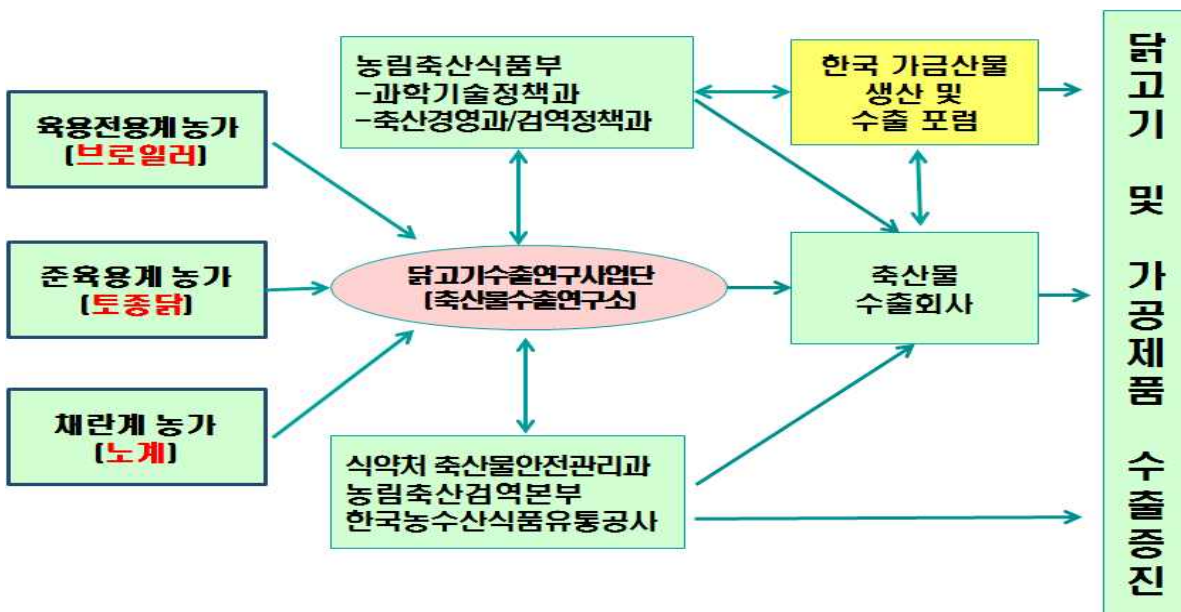 육용전용계 농가
(브로일러)
준육용계 농가
(토종닭)
채란계 농가
(노계)
농림축산식품부
-과학기술정책과
-축산경영과/검역정책과
닭고기수출연구사업단
(축산물수출연구소)
식약처 축산물안전관리과
농림축산검역본부
한국농수산식품유통공사
한국 가금산물
생산 및
수출 포럼
축산물
수출회사
닭고기 및 가공제품 수출증진